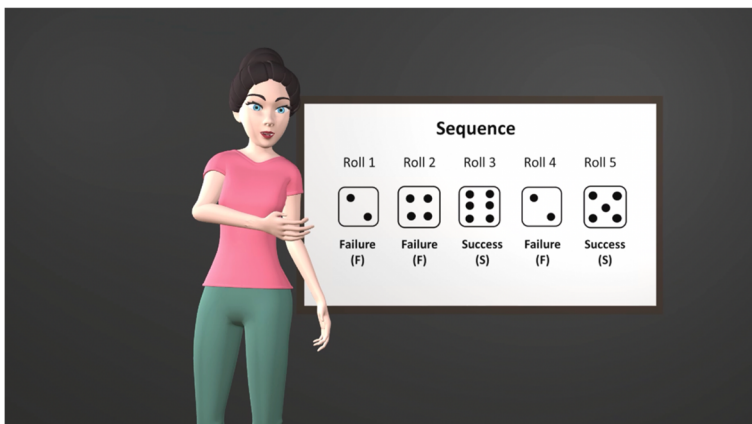 Sequence
Roll 1 Roll 2 Roll 3 Roll 4 Roll 5
Failure Failure Success Failure Success
(F) (F) (S) (F) (S)